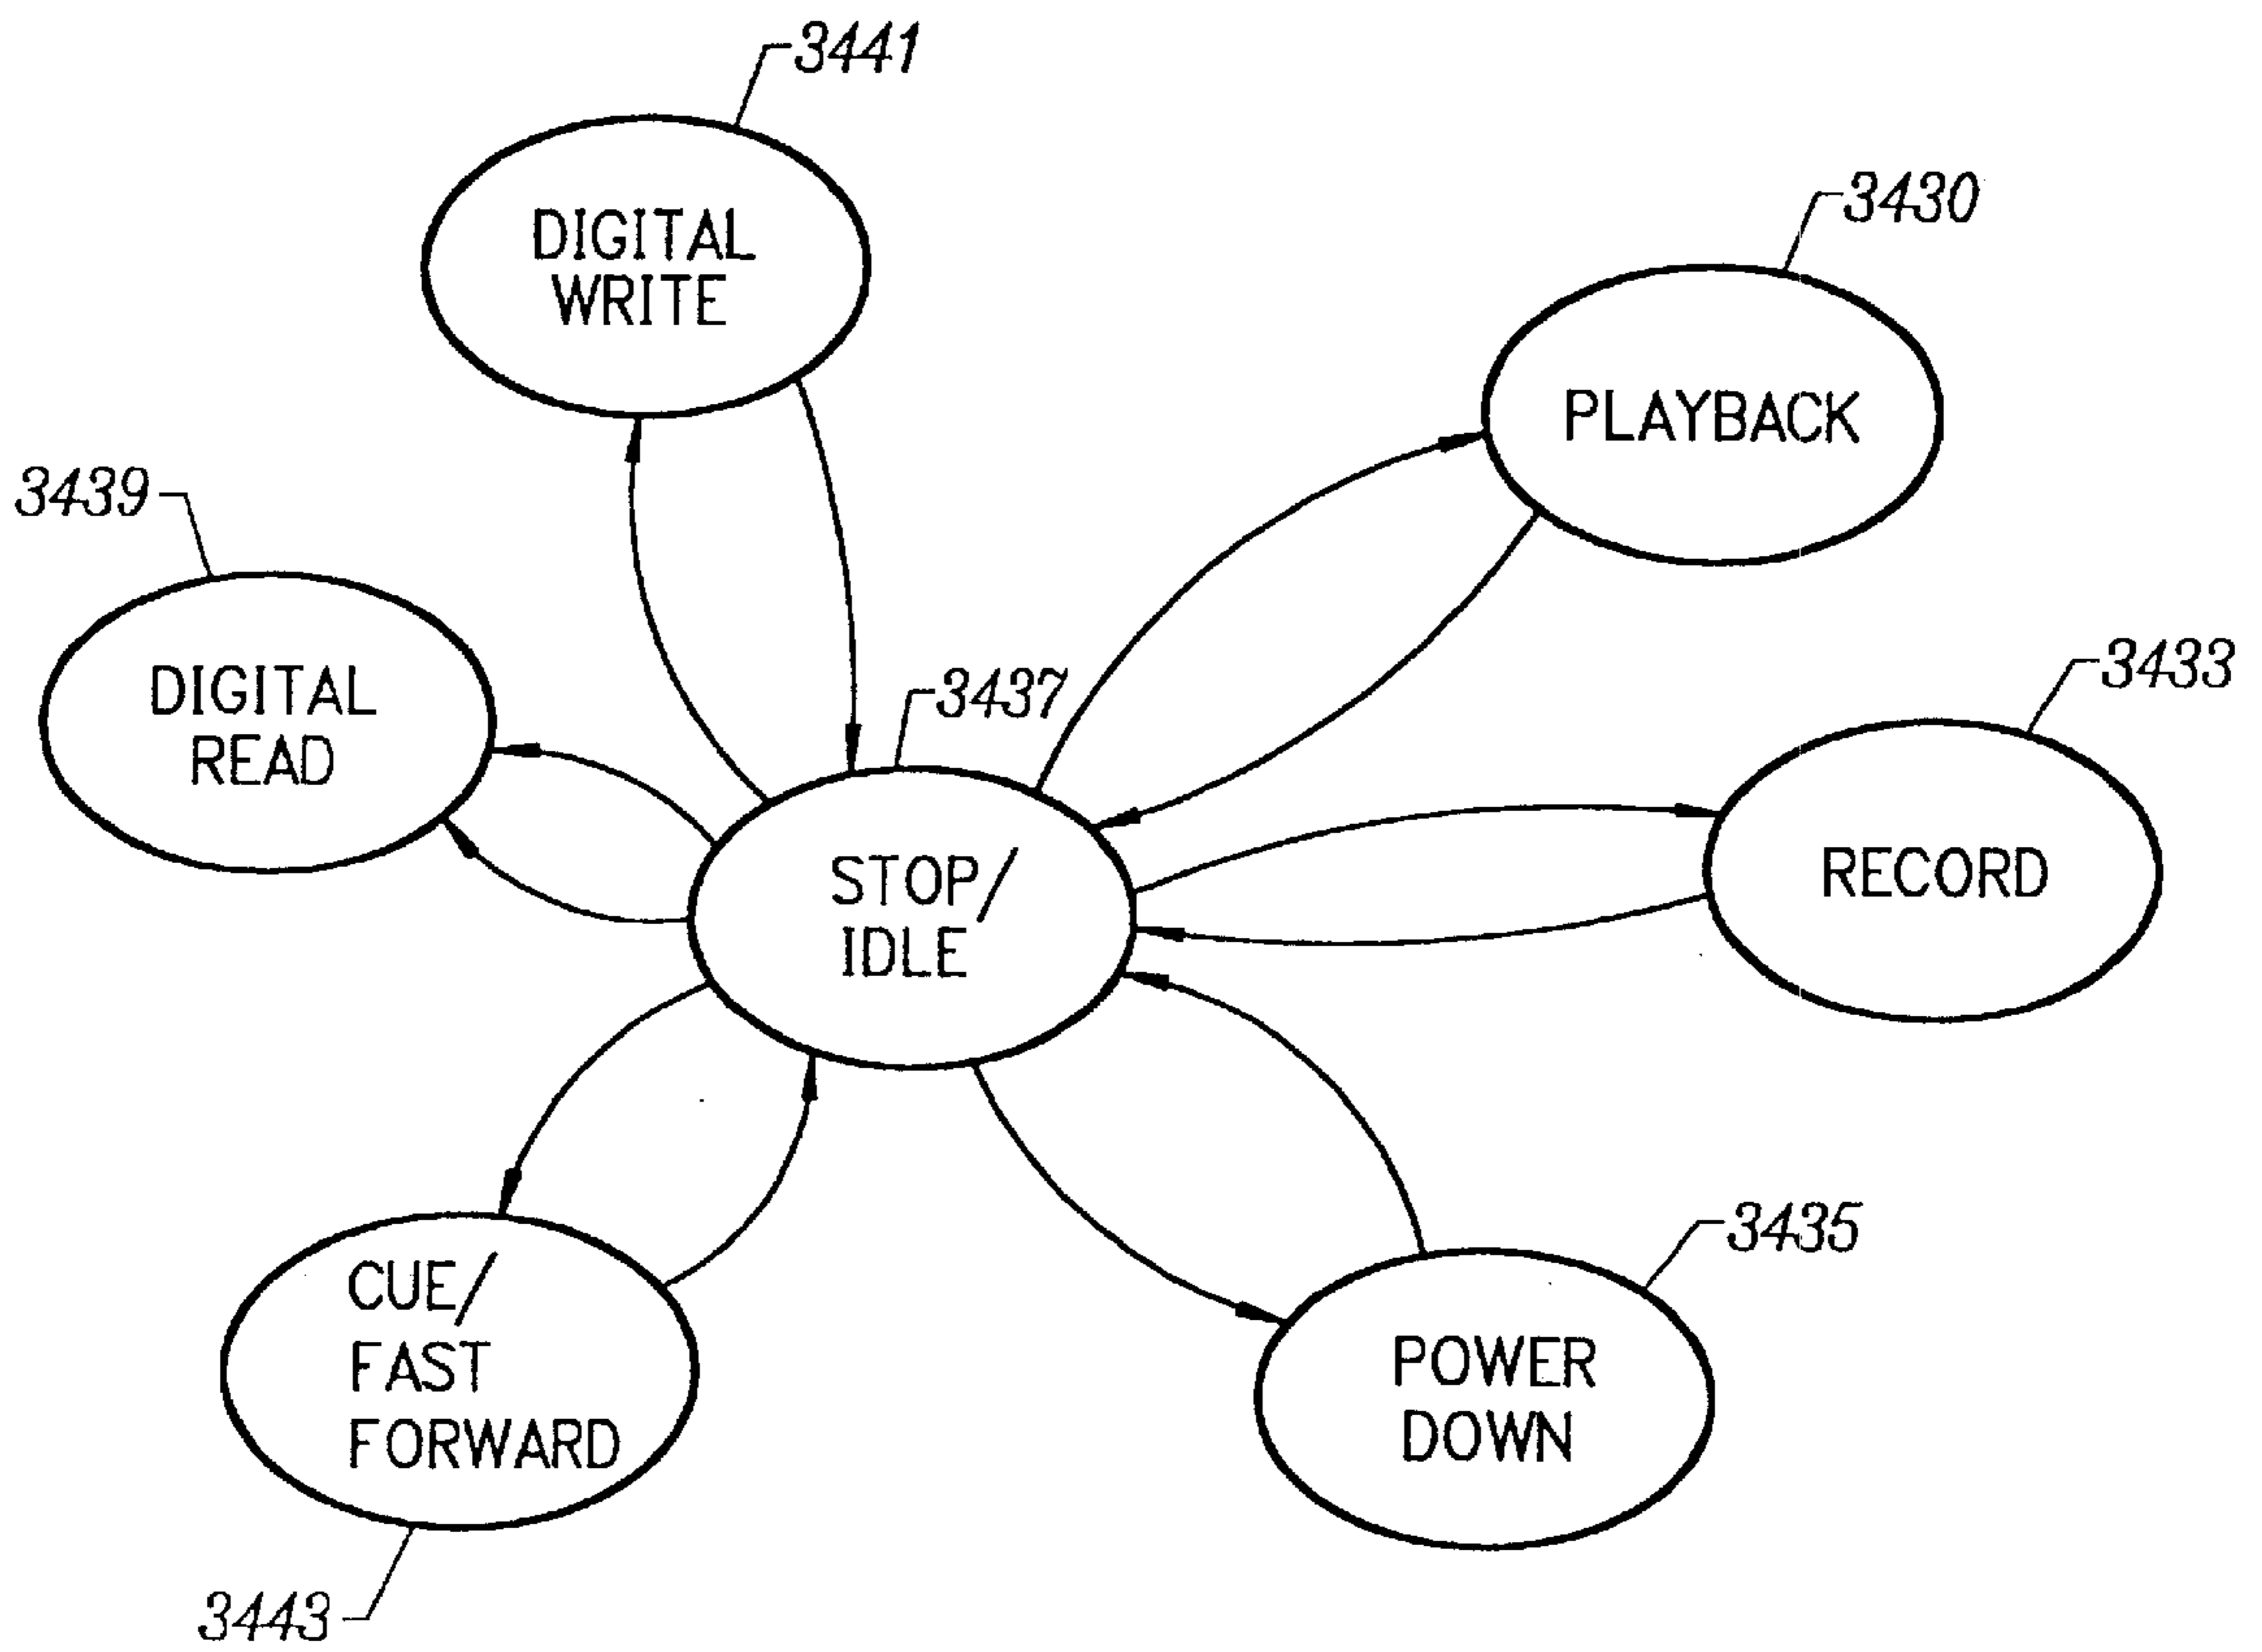 3441
DIGITAL
WRITE
3430
PLAYBACK
3439
DIGITAL
READ
3437
STOP/
IDLE
3433
RECORD
CUE/
FAST
FORWARD
3443
3435
POWER
DOWN